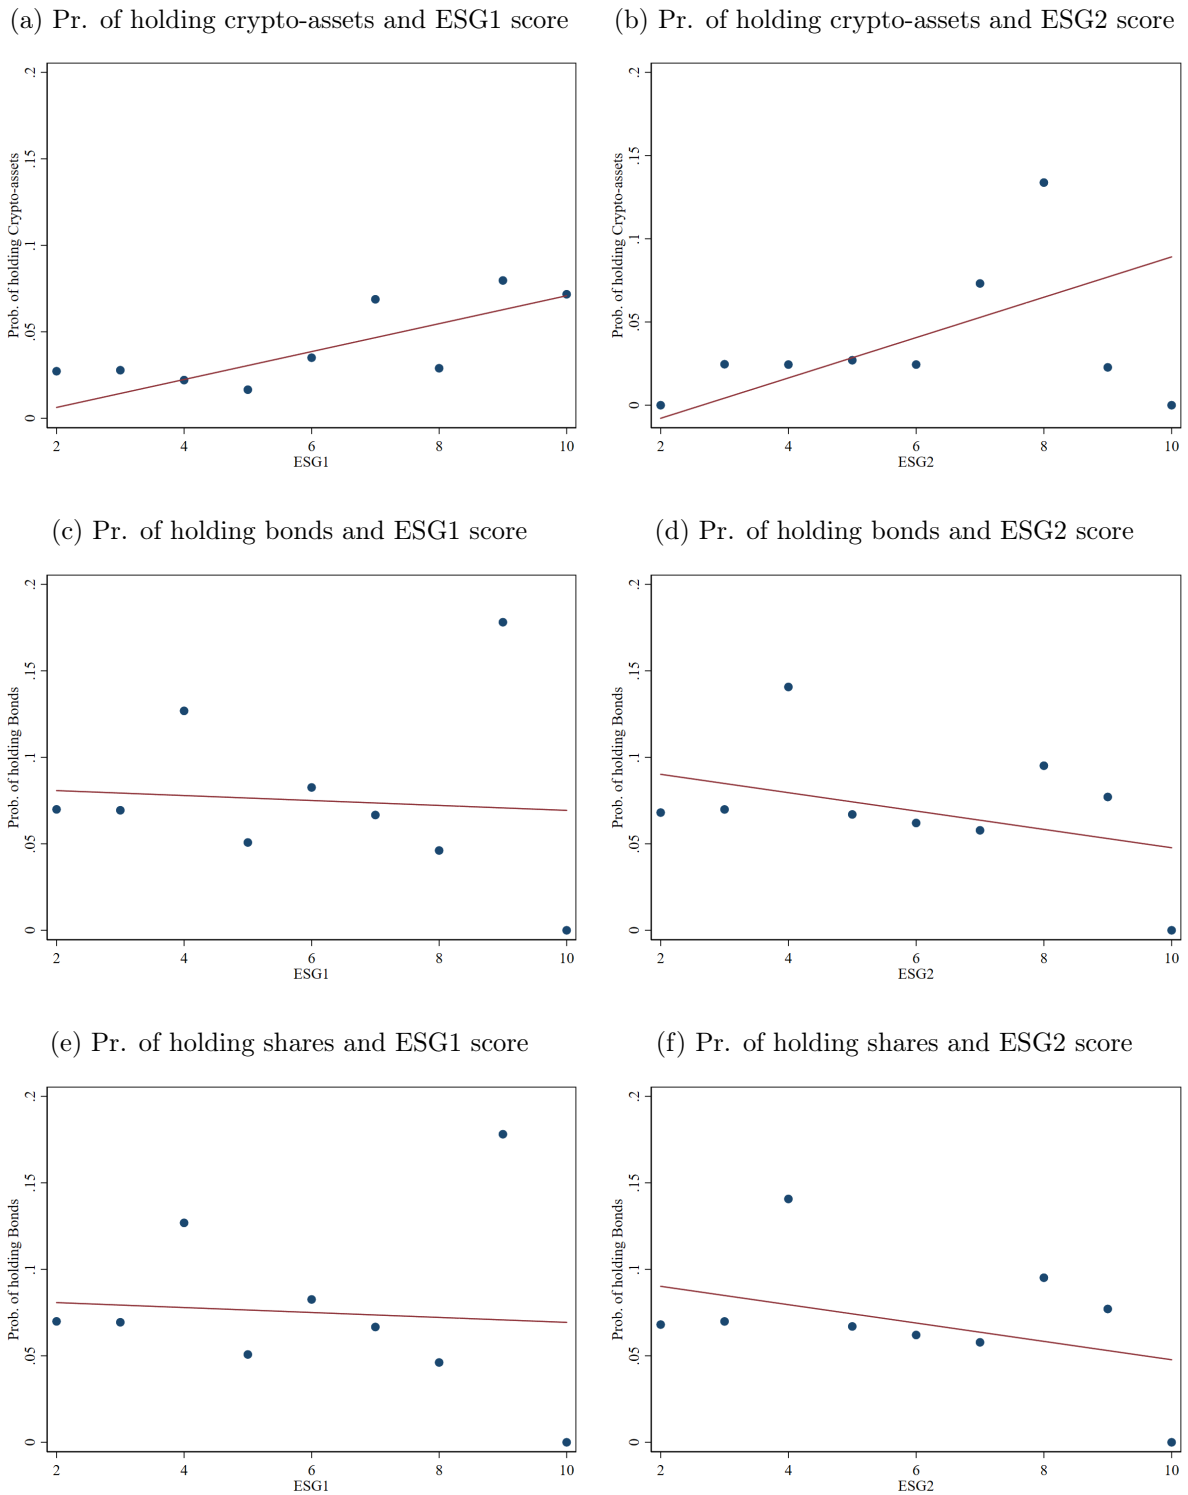 (a) Pr. of holding crypto-assets and ESG1 score
Prob. of holding Crypto-assets
.2
.15
.1
.05
0
2 4 6 8 10
ESG1
(b) Pr. of holding crypto-assets and ESG2 score
Prob. of holding Crypto-assets
.2
.15
.1
.05
0
2 4 6 8 10
ESG2
(c) Pr. of holding bonds and ESG1 score
Prob. of holding Bonds
.2
.15
.1
.05
0
2 4 6 8 10
ESG1
(d) Pr. of holding bonds and ESG2 score
Prob. of holding Bonds
.2
.15
.1
.05
0
2 4 6 8 10
ESG2
(e) Pr. of holding shares and ESG1 score
Prob. of holding Bonds
.2
.15
.1
.05
0
2 4 6 8 10
ESG1
(f) Pr. of holding shares and ESG2 score
Prob. of holding Bonds
.2
.15
.1
.05
0
2 4 6 8 10
ESG2